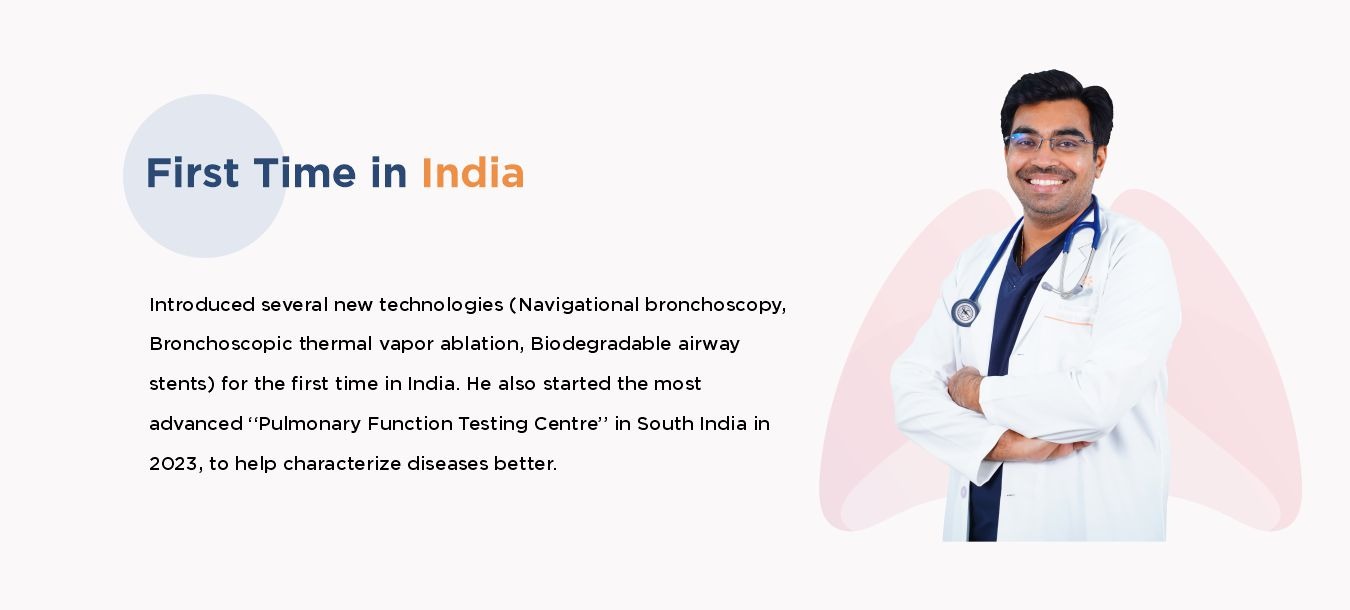 First Time in India
Introduced several new technologies (Navigational bronchoscopy,
Bronchoscopic thermal vapor ablation, Biodegradable airway
stents) for the first time in India. He also started the most
advanced “Pulmonary Function Testing Centre” in South India in
2023, to help characterize diseases better.